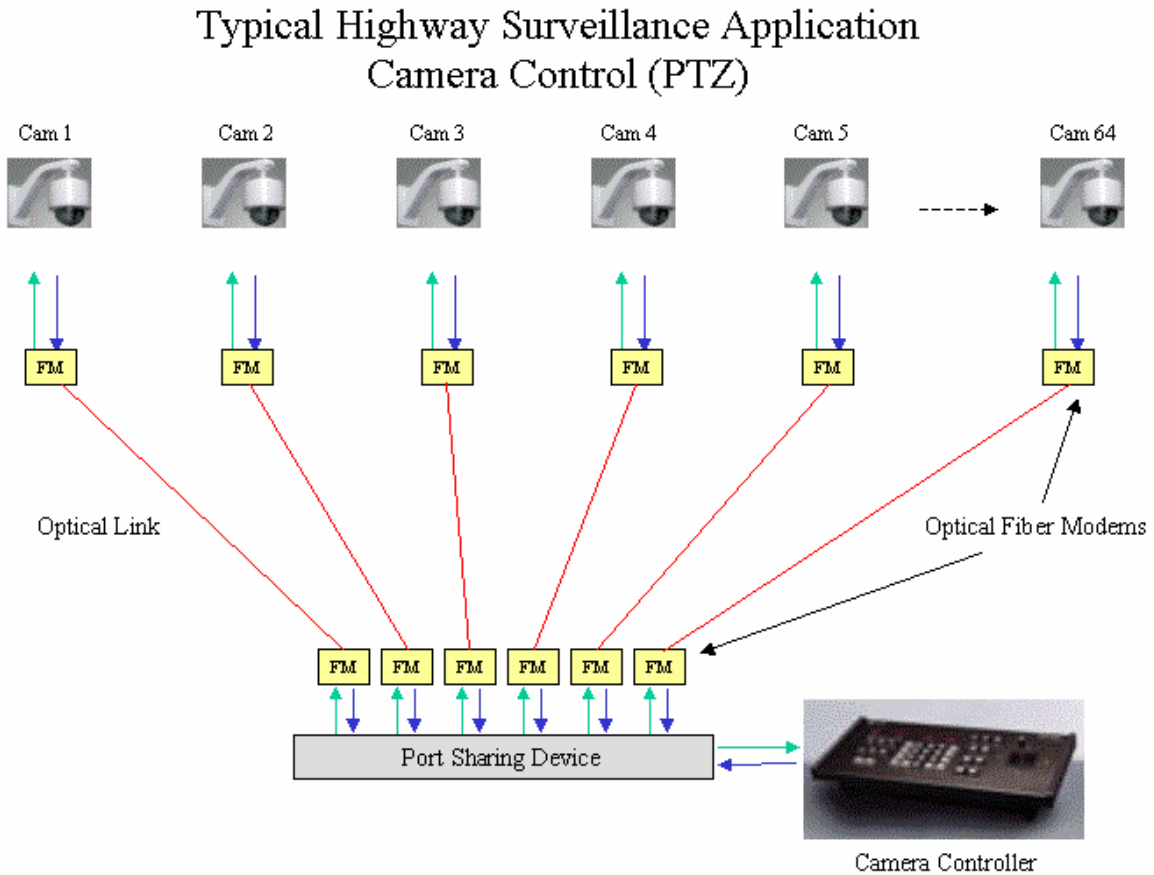 Typical Highway Surveillance Application
Camera Control (PTZ)
Cam 1
Cam 2
Cam 3
Cam 4
Cam 5
Cam 64
FM
FM
FM
FM
FM
FM
Optical Link
Optical Fiber Modems
FM
FM
FM
FM
FM
FM
Port Sharing Device
Camera Controller